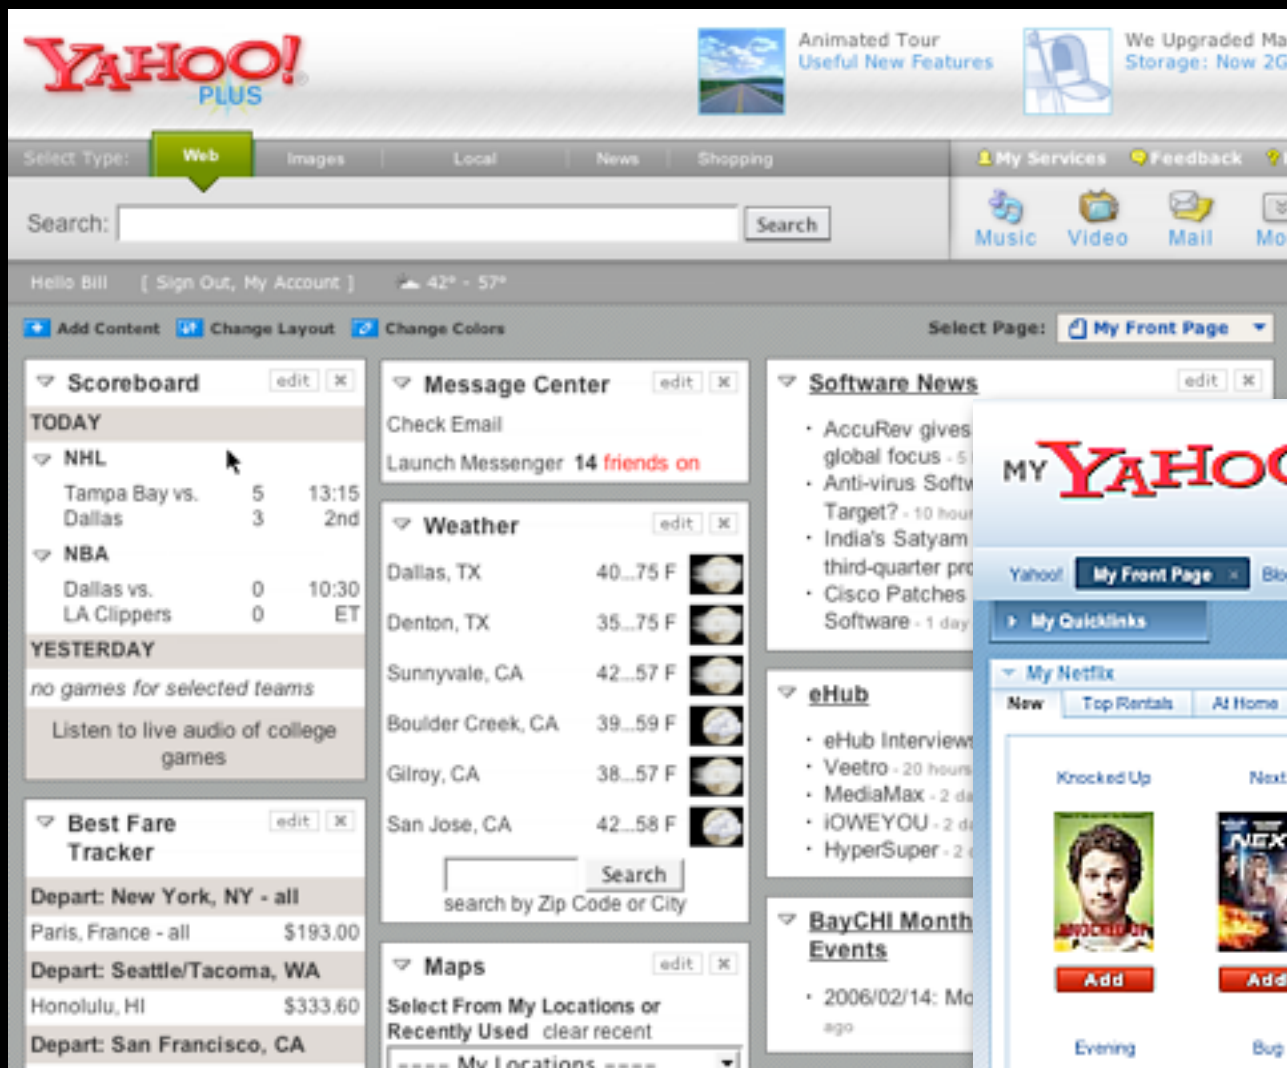 YAHOO!
PLUS
Animated Tour
Useful New Features
We Upgraded Ma
Storage: Now 2G
Select Type:
Web
Images
Local
News
Shopping
My Services
Feedback
Search:
Search
Music
Video
Mail
Mo
Hello Bill
[ Sign Out, My Account ]
42° - 57°
Add Content
Change Layout
Change Colors
Select Page:
My Front Page
Scoreboard
edit
TODAY
NHL
Tampa Bay vs. 5 13:15
Dallas 3 2nd
NBA
Dallas vs. 0 10:30
LA Clippers 0 ET
YESTERDAY
no games for selected teams
Listen to live audio of college
games
Best Fare
Tracker
edit
Depart: New York, NY - all
Paris, France - all $193.00
Depart: Seattle/Tacoma, WA
Honolulu, HI $333.60
Depart: San Francisco, CA
Message Center
edit
Check Email
Launch Messenger 14 friends on
Weather
edit
Dallas, TX 40...75 F
Denton, TX 35...75 F
Sunnyvale, CA 42...57 F
Boulder Creek, CA 39...59 F
Gilroy, CA 38...57 F
San Jose, CA 42...58 F
Search
search by Zip Code or City
Maps
edit
Select From My Locations or
Recently Used clear recent
==== My Locations ====
Software News
edit
· AccuRev gives
global focus - 5
· Anti-virus Softw
Target? - 10 hour
· India's Satyam
third-quarter pro
· Cisco Patches
Software - 1 day
eHub
· eHub Interviews
· Veetro - 20 hours
· MediaMax - 2 da
· iOWEYOU - 2 da
· HyperSuper - 2
BayCHI Month
Events
· 2006/02/14: Mo
ago
MY YAHOO
Yahoo!
My Front Page
Blo
My Quicklinks
My Netflix
New
Top Rentals
At Home
Knocked Up
Next
KNOCKED UP
NEX
Add
Add
Evening
Bug